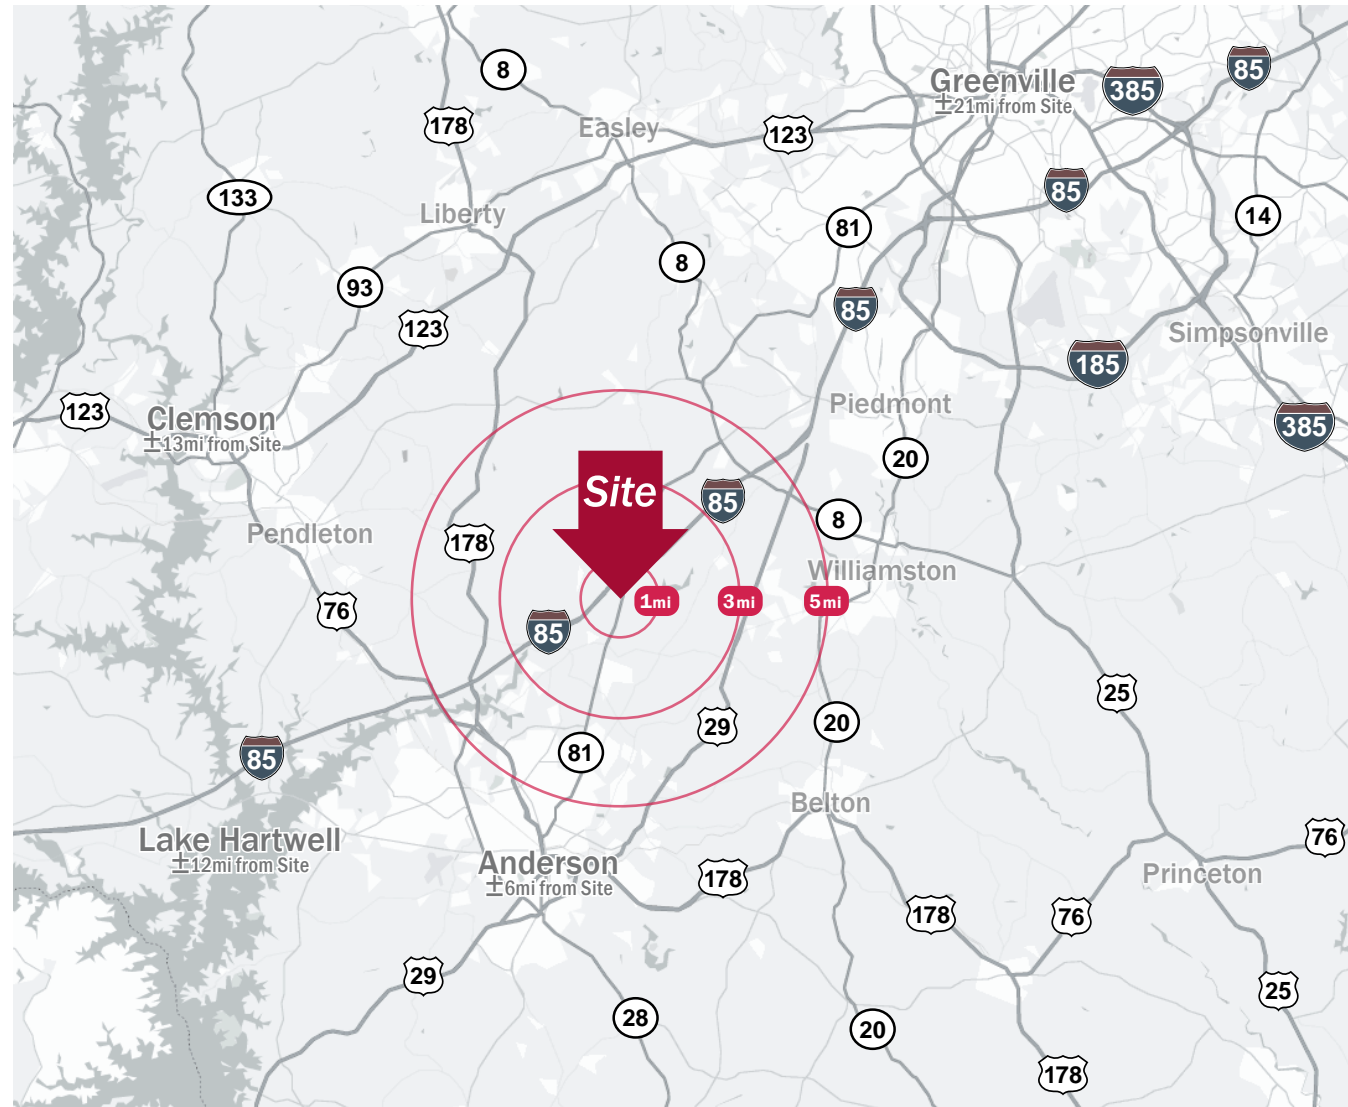 8
85
Greenville
385
±21mi from Site
178
Easley
123
85
133
Liberty
14
81
8
93
85
123
Simpsonville
185
Piedmont
123
Clemson
385
±13mi from Site
20
Site
85
8
Pendleton
178
Williamston
1mi
3mi
5mi
76
85
25
29
20
81
85
Belton
76
Lake Hartwell
±12mi from Site
Anderson
±6mi from Site
178
Princeton
178
76
29
25
28
20
178